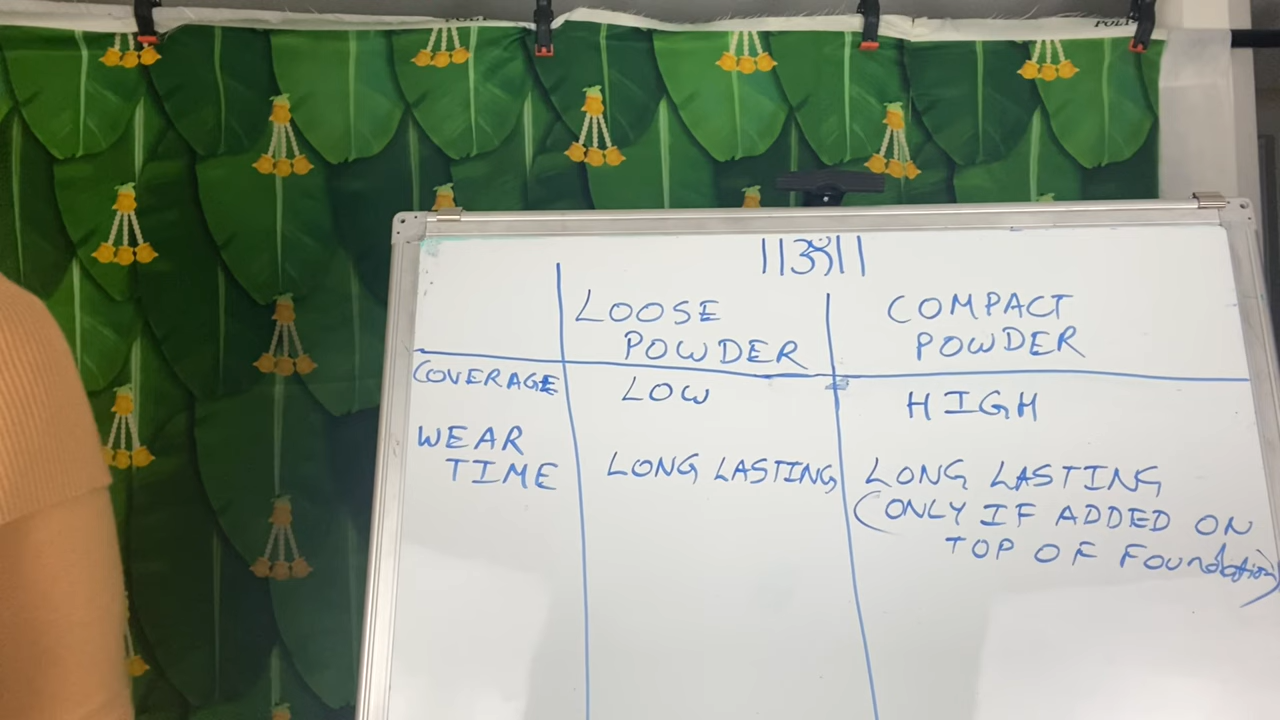 ||ૐ||
LOOSE POWDER
COMPACT POWDER
COVERAGE
LOW
HIGH
WEAR TIME
LONG LASTING
LONG LASTING
(ONLY IF ADDED ON
TOP OF Foundation)